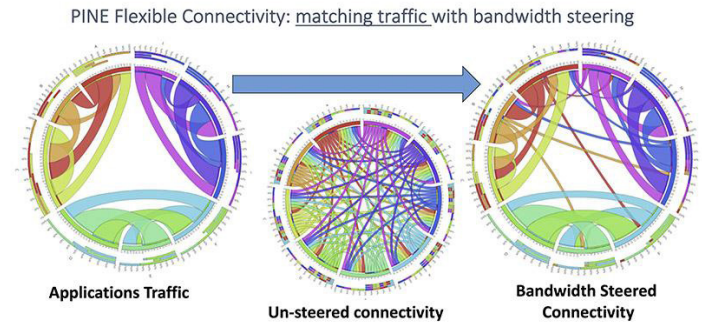 PINE Flexible Connectivity: matching traffic with bandwidth steering
Applications Traffic
Un-steered connectivity
Bandwidth Steered
Connectivity